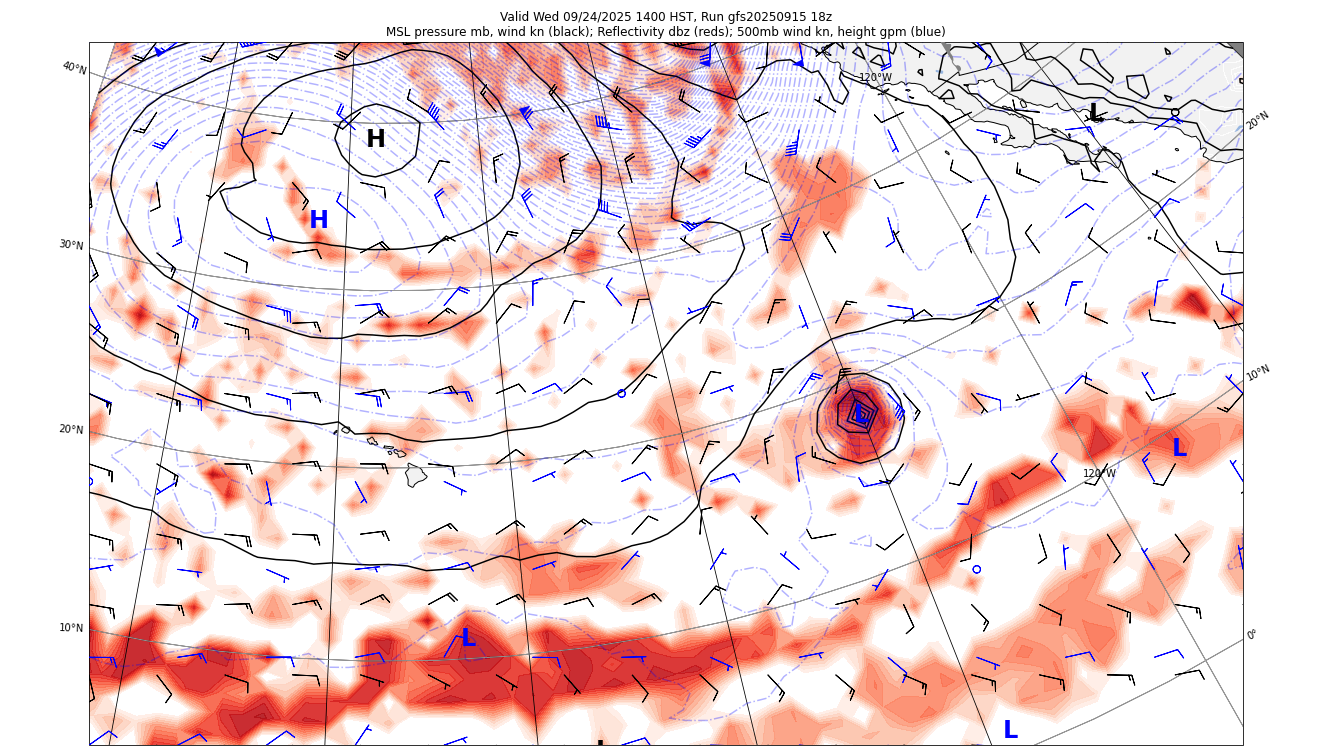 Valid Wed 09/24/2025 1400 HST, Run gfs20250915 18z
MSL pressure mb, wind kn (black); Reflectivity dbz (reds); 500mb wind kn, height gpm (blue)
40°N
120°W
L
20°N
H
H
30°N
10°N
L
20°N
L
120°W
10°N
L
0°
L